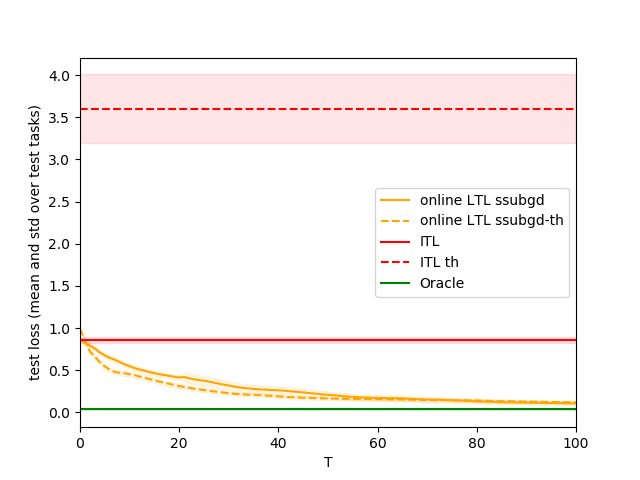 4.0
3.5
3.0
2.5
2.0
1.5
1.0
0.5
0.0
test loss (mean and std over test tasks)
online LTL ssubgd
online LTL ssubgd-th
ITL
ITL th
Oracle
0 20 40 60 80 100
T